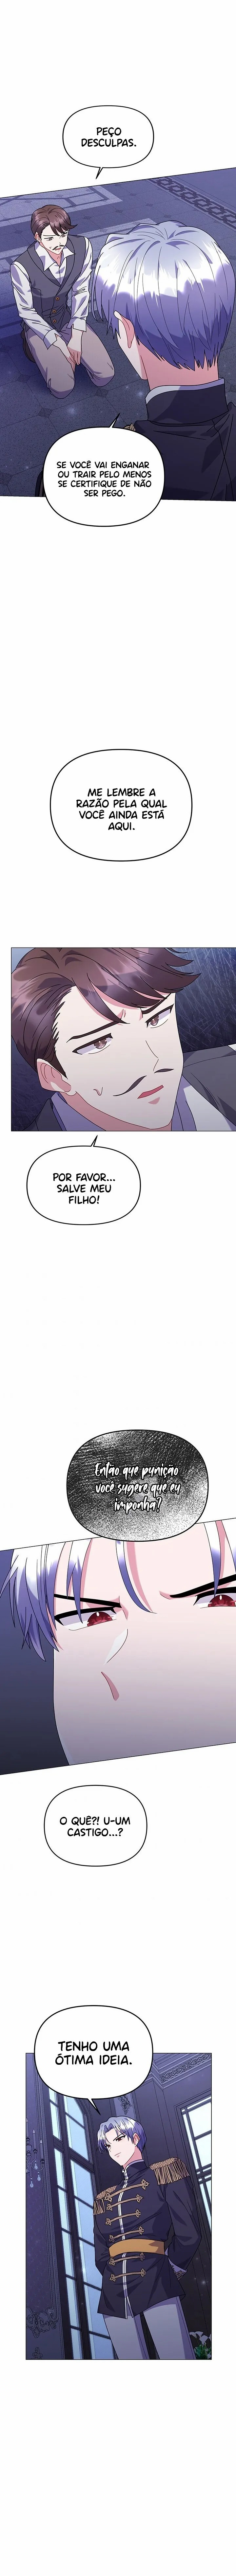 PEÇO
DESCULPAS.
SE VOCÊ VAI ENGANAR
OU TRAIR PELO MENOS
SE CERTIFIQUE DE NÃO
SER PEGO.
ME LEMBRE A
RAZÃO PELA QUAL
VOCÊ AINDA ESTÁ
AQUI.
POR FAVOR...
SALVE MEU
FILHO!
Então que punição
você sugere que eu
imponha?
O QUÊ?! U-UM
CASTIGO...?
TENHO UMA
ÓTIMA IDEIA.